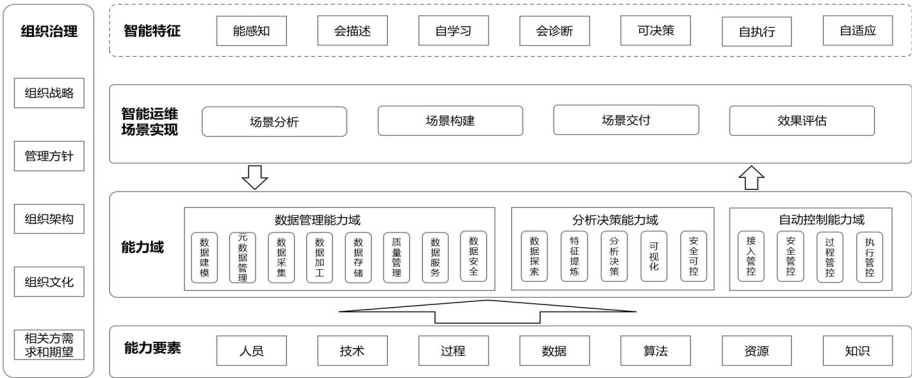 组织治理
组织战略
管理方针
组织架构
组织文化
相关方需
求和期望
智能特征
能感知
会描述
自学习
会诊断
可决策
自执行
自适应
智能运维
场景实现
场景分析
场景构建
场景交付
效果评估
能力域
数据管理能力域
数据建模
元数据管理
数据采集
数据加工
数据存储
质量管理
数据服务
数据安全
分析决策能力域
数据探索
特征提炼
分析决策
可视化
安全可控
自动控制能力域
接入管控
安全管控
过程管控
执行管控
能力要素
人员
技术
过程
数据
算法
资源
知识